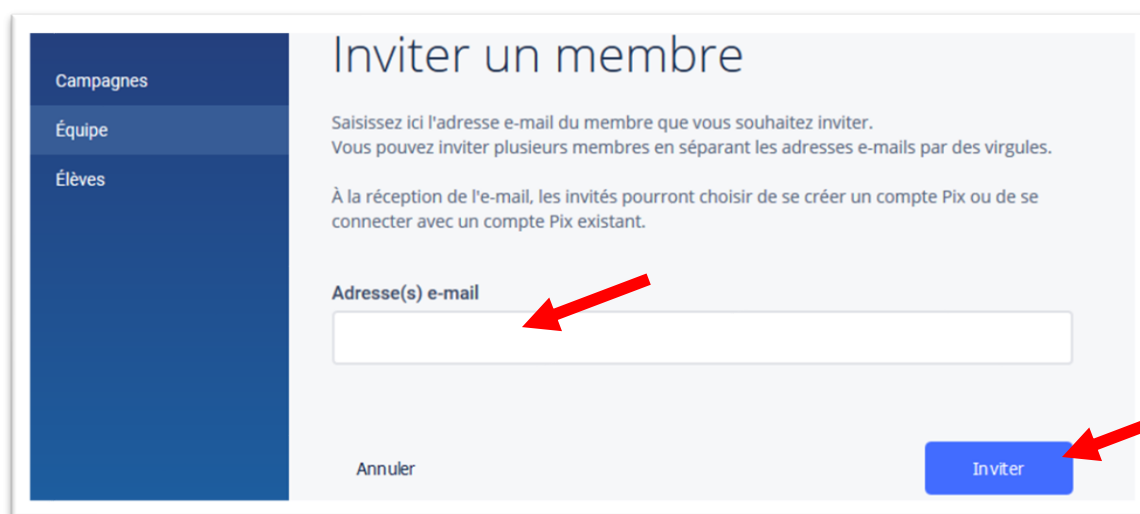 Campagnes
Équipe
Élèves
Inviter un membre
Saisissez ici l'adresse e-mail du membre que vous souhaitez inviter.
Vous pouvez inviter plusieurs membres en séparant les adresses e-mails par des virgules.
À la réception de l'e-mail, les invités pourront choisir de se créer un compte Pix ou de se
connecter avec un compte Pix existant.
Adresse(s) e-mail
Annuler
Inviter